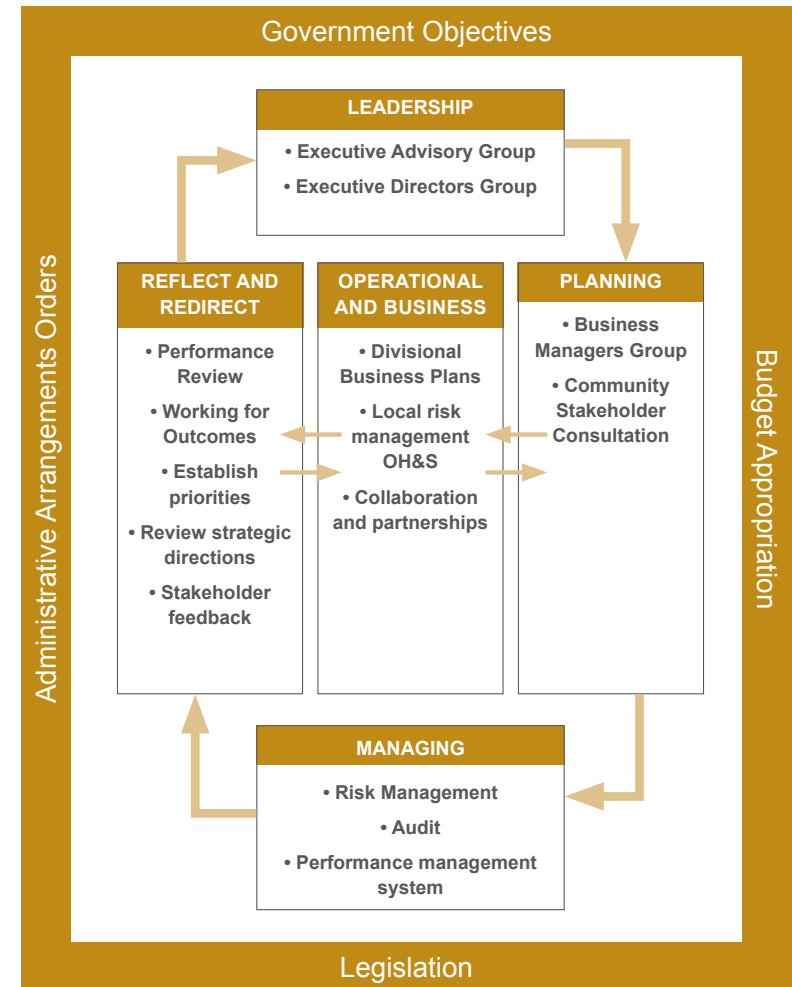 Government Objectives
LEADERSHIP
• Executive Advisory Group
• Executive Directors Group
Administrative Arrangements Orders
REFLECT AND
REDIRECT
• Performance
Review
• Working for
Outcomes
• Establish
priorities
• Review strategic
directions
• Stakeholder
feedback
OPERATIONAL
AND BUSINESS
• Divisional
Business Plans
• Local risk
management
OH&S
• Collaboration
and partnerships
PLANNING
• Business
Managers Group
• Community
Stakeholder
Consultation
Budget Appropriation
MANAGING
• Risk Management
• Audit
• Performance management
system
Legislation